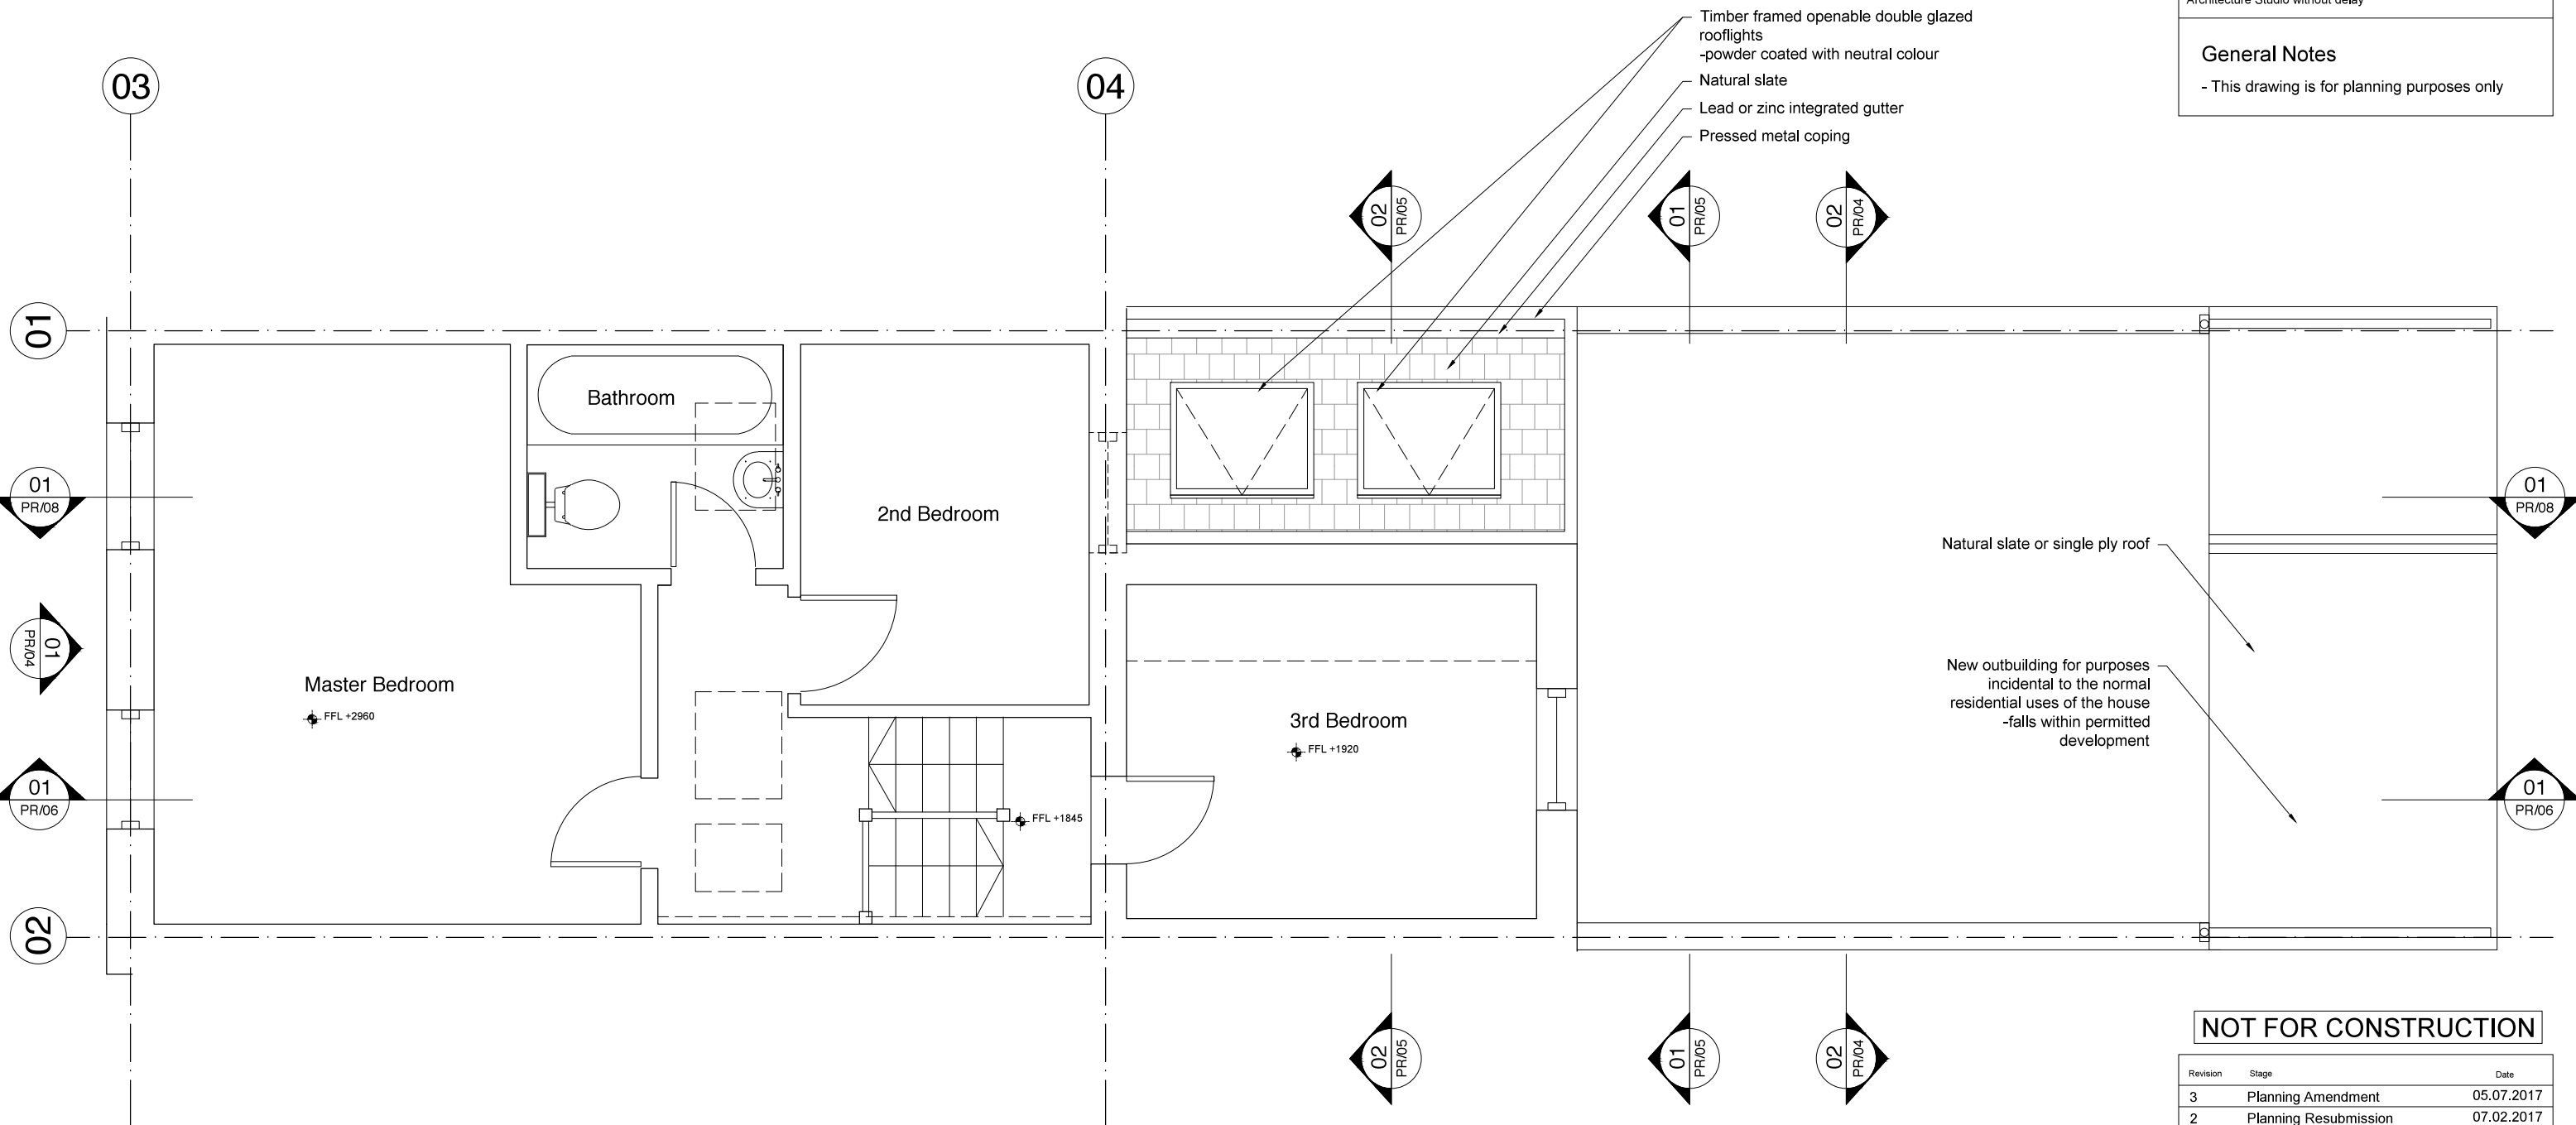 Architecture Studio without delay
General Notes
- This drawing is for planning purposes only
Timber framed openable double glazed
rooflights
-powder coated with neutral colour
Natural slate
Lead or zinc integrated gutter
Pressed metal coping
03
04
02
PR/05
01
PR/05
02
PR/04
01
Bathroom
2nd Bedroom
01
PR/08
01
PR/08
Natural slate or single ply roof
01
PR/04
Master Bedroom
FFL +2960
3rd Bedroom
FFL +1920
New outbuilding for purposes
incidental to the normal
residential uses of the house
-falls within permitted
development
01
PR/06
FFL +1845
01
PR/06
02
02
PR/05
01
PR/05
02
PR/04
NOT FOR CONSTRUCTION
Revision Stage Date
3 Planning Amendment 05.07.2017
2 Planning Resubmission 07.02.2017